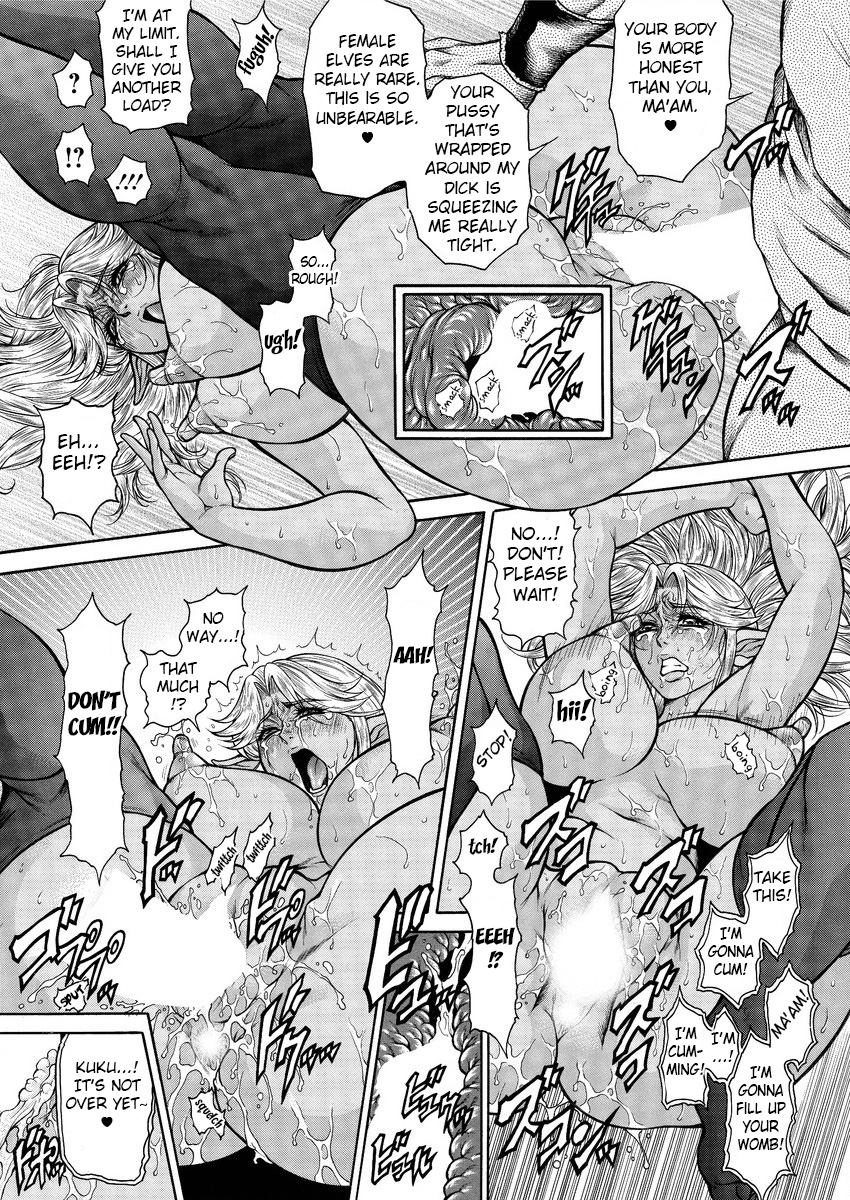 YOUR BODY
IS MORE
HONEST
THAN YOU,
MA'AM.
♥
YOUR
PUSSY
THAT'S
WRAPPED
AROUND MY
DICK IS
SQUEEZING
ME REALLY
TIGHT.
FEMALE
ELVES ARE
REALLY RARE.
THIS IS SO
UNBEARABLE.
♥
fuguh!
I'M AT
MY LIMIT.
SHALL I
GIVE YOU
ANOTHER
LOAD?
?
!?
!!!
SO...
ROUGH!
ugh!
smack
smack
smack
smack
EH...
EEH!?
NO...!
DON'T!
PLEASE
WAIT!
boing
hii!
boing
STOP!
tch!
EEEH
!?
TAKE
THIS!
I'M
GONNA
CUM!
MA'AM!
I'M
...!
I'M
CUM-
MING!
I'M
GONNA
FILL UP
YOUR
WOMB!
AAH!
NO
WAY...!
THAT
MUCH
!?
DON'T
CUM!!
twitch
twitch
spurt
squelch
KUKU...!
IT'S NOT
OVER YET~
♥